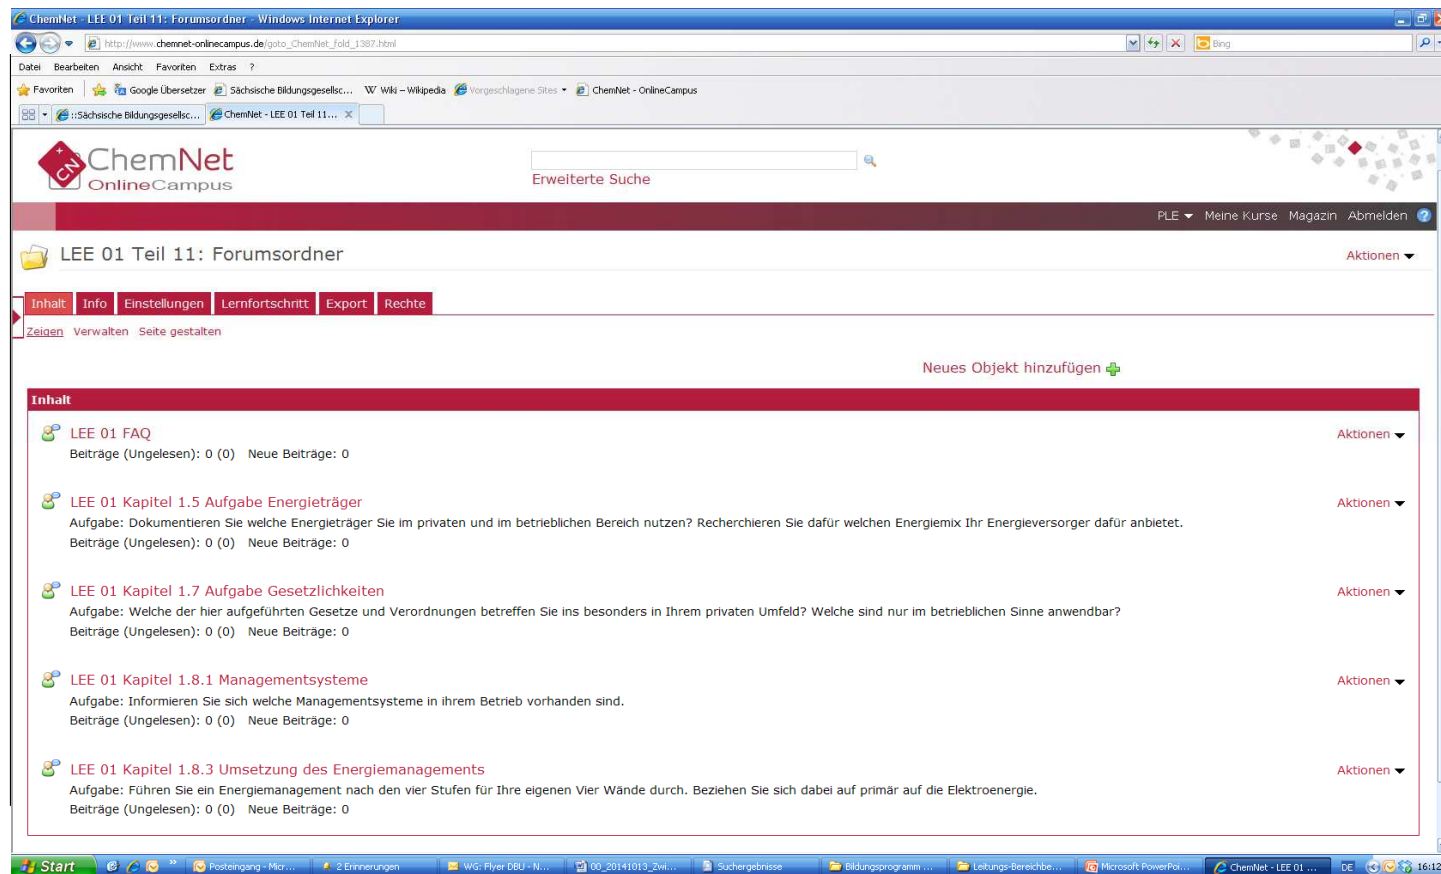 ChemNet - LEE 01 Teil 11: Forumsordner - Windows Internet Explorer
http://www.chemnet-onlinecampus.de/goto_ChemNet_fold_1387.html Bing
Datei Bearbeiten Ansicht Favoriten Extras ?
Favoriten Google Übersetzer Sächsische Bildungsgesellsc... W Wiki – Wikipedia Vorgeschlagene Sites ChemNet - OnlineCampus
::Sächsische Bildungsgesellsc... ChemNet - LEE 01 Teil 11... X
CN
ChemNet
OnlineCampus
Erweiterte Suche
PLE Meine Kurse Magazin Abmelden ?
LEE 01 Teil 11: Forumsordner Aktionen
Inhalt Info Einstellungen Lernfortschritt Export Rechte
Zeigen Verwalten Seite gestalten
Neues Objekt hinzufügen
Inhalt
LEE 01 FAQ Aktionen
Beiträge (Ungelesen): 0 (0) Neue Beiträge: 0
LEE 01 Kapitel 1.5 Aufgabe Energieträger Aktionen
Aufgabe: Dokumentieren Sie welche Energieträger Sie im privaten und im betrieblichen Bereich nutzen? Recherchieren Sie dafür welchen Energiemix Ihr Energieversorger dafür anbietet.
Beiträge (Ungelesen): 0 (0) Neue Beiträge: 0
LEE 01 Kapitel 1.7 Aufgabe Gesetzlichkeiten Aktionen
Aufgabe: Welche der hier aufgeführten Gesetze und Verordnungen betreffen Sie ins besonders in Ihrem privaten Umfeld? Welche sind nur im betrieblichen Sinne anwendbar?
Beiträge (Ungelesen): 0 (0) Neue Beiträge: 0
LEE 01 Kapitel 1.8.1 Managementsysteme Aktionen
Aufgabe: Informieren Sie sich welche Managementsysteme in ihrem Betrieb vorhanden sind.
Beiträge (Ungelesen): 0 (0) Neue Beiträge: 0
LEE 01 Kapitel 1.8.3 Umsetzung des Energiemanagements Aktionen
Aufgabe: Führen Sie ein Energiemanagement nach den vier Stufen für Ihre eigenen Vier Wände durch. Beziehen Sie sich dabei auf primär auf die Elektroenergie.
Beiträge (Ungelesen): 0 (0) Neue Beiträge: 0
Start Posteingang - Micr... 2 Erinnerungen WG: Flyer DBU - N... 00_20141013_Zwi... Suchergebnisse Bildungsprogramm ... Leitungs-Bereichbe... Microsoft PowerPoi... ChemNet - LEE 01 ... DE 16:12